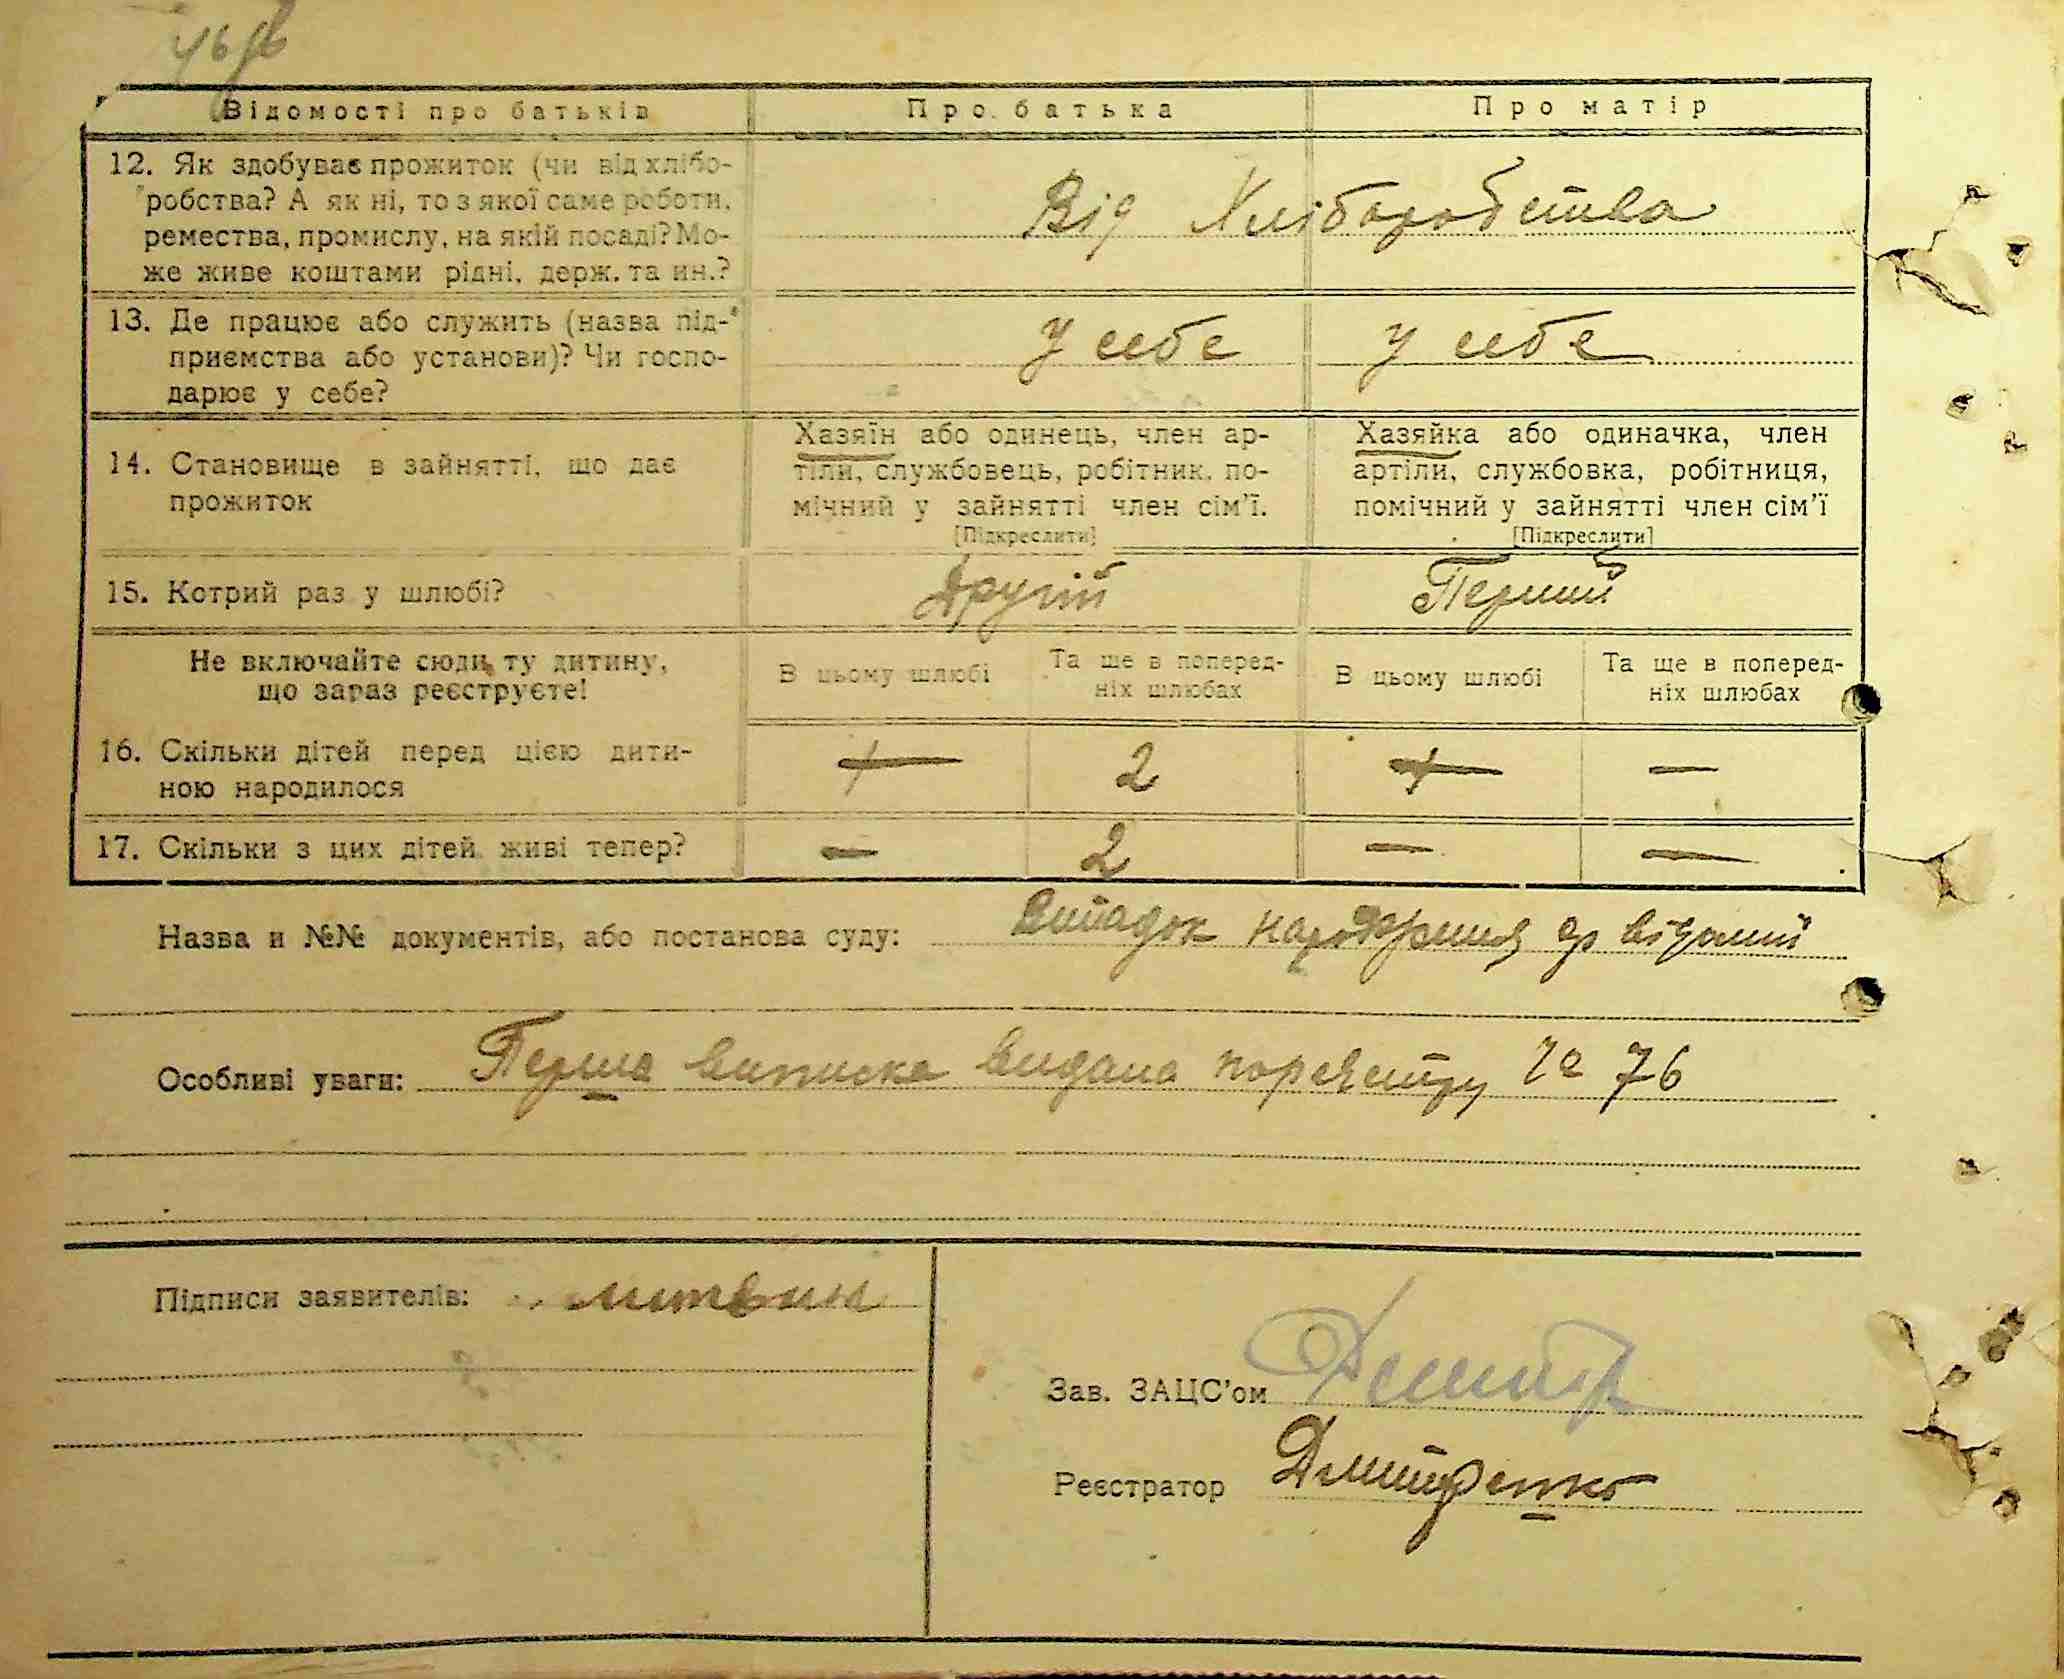 Відомості про батьків Про батька Про матір
12. Як здобуває прожиток (чи від хлібо-
робства? А як ні, то з якої саме роботи,
ремества, промислу, на якій посаді? Мо-
же живе коштами рідні, держ. та ин.?
Від Хліборобства
13. Де працює або служить (назва під-
приємства або установи)? Чи госпо-
дарює у себе?
у себе у себе
14. Становище в зайнятті, що дає
прожиток
Хазяїн або одинець, член ар-
тіли, службовець, робітник, по-
мічний у зайнятті член сім'ї.
[Підкреслити]
Хазяйка або одиначка, член
артіли, службовка, робітниця,
помічний у зайнятті член сім'ї
[Підкреслити]
15. Котрий раз у шлюбі? Другий Перший
Не включайте сюди ту дитину,
що зараз реєструєте!
В цьому шлюбі
Та ще в поперед-
ніх шлюбах
В цьому шлюбі
Та ще в поперед-
ніх шлюбах
16. Скільки дітей перед цією дити-
ною народилося
— 2 — —
17. Скільки з цих дітей живі тепер? — 2 — —
Назва и №№ документів, або постанова суду: Випадок народження відомий
Особливі уваги: Перша виписка видана по реєстру № 76
Підписи заявителів: литвин
Зав. ЗАЦС'ом
Реєстратор Дмитренко